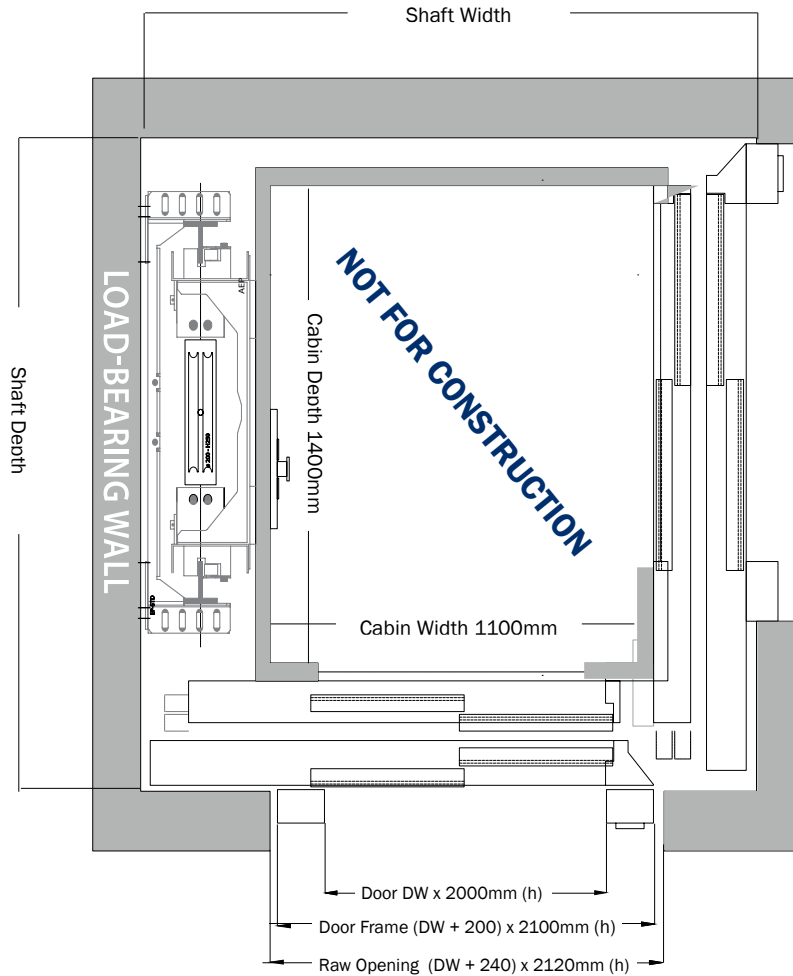 Shaft Width
LOAD-BEARING WALL
Shaft Depth
AEP
Cabin Depth 1400mm
NOT FOR CONSTRUCTION
Cabin Width 1100mm
Door DW x 2000mm (h)
Door Frame (DW + 200) x 2100mm (h)
Raw Opening (DW + 240) x 2120mm (h)